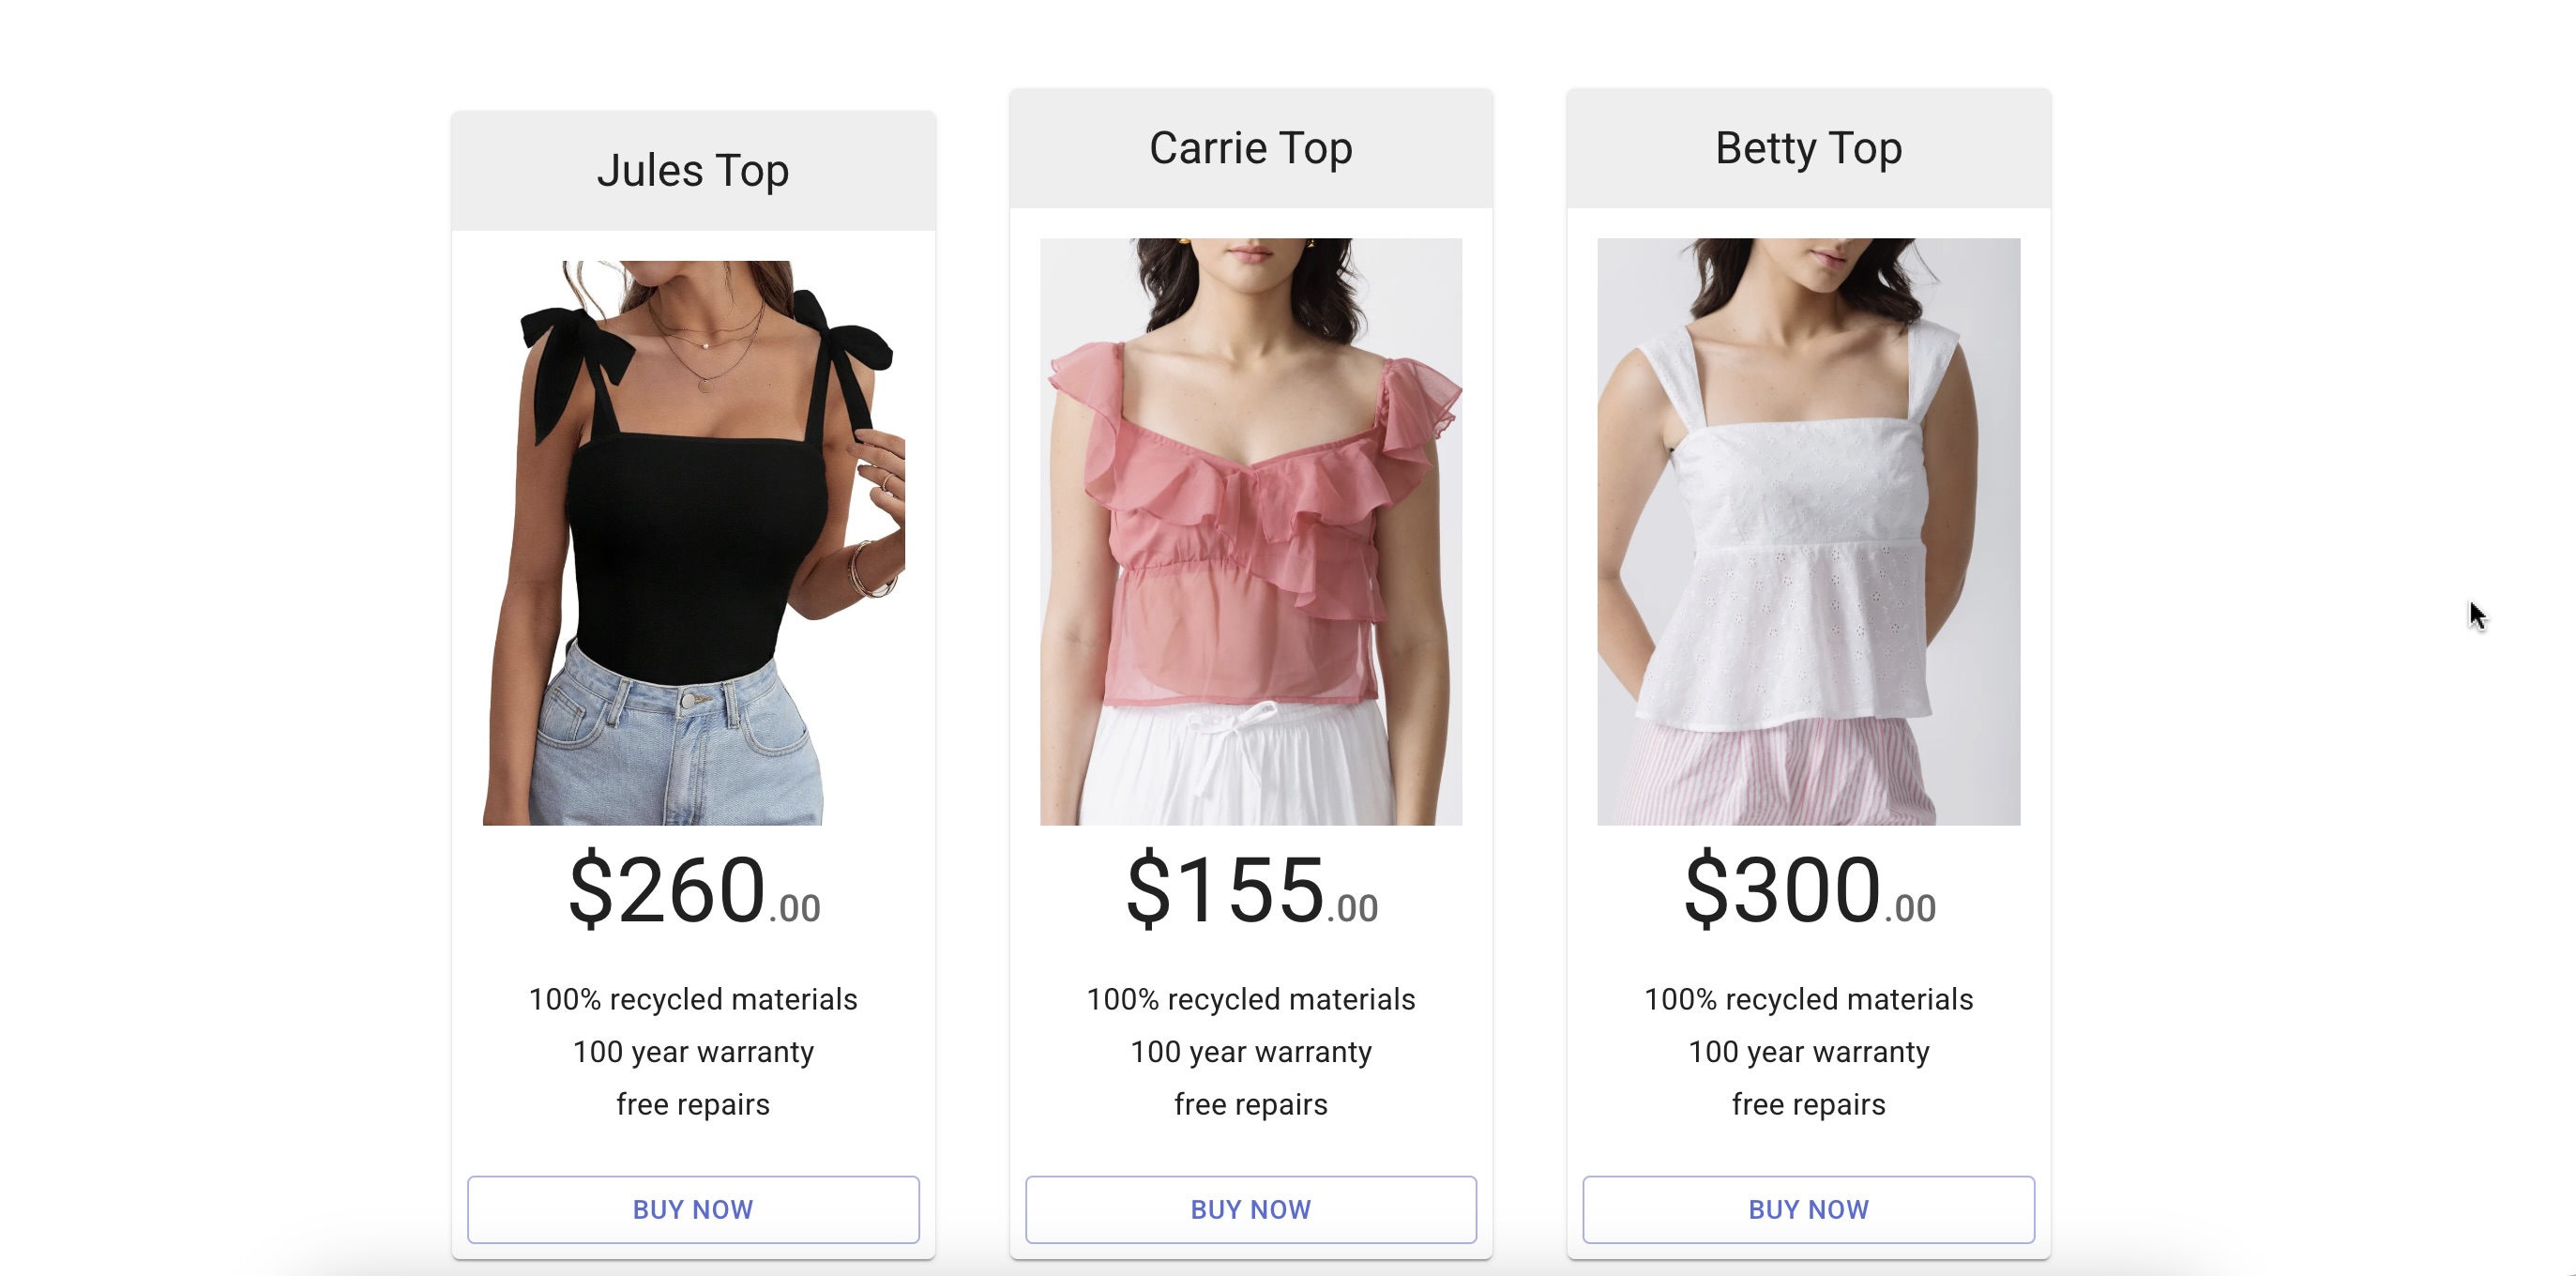 Jules Top
$260.00
100% recycled materials
100 year warranty
free repairs
BUY NOW
Carrie Top
$155.00
100% recycled materials
100 year warranty
free repairs
BUY NOW
Betty Top
$300.00
100% recycled materials
100 year warranty
free repairs
BUY NOW